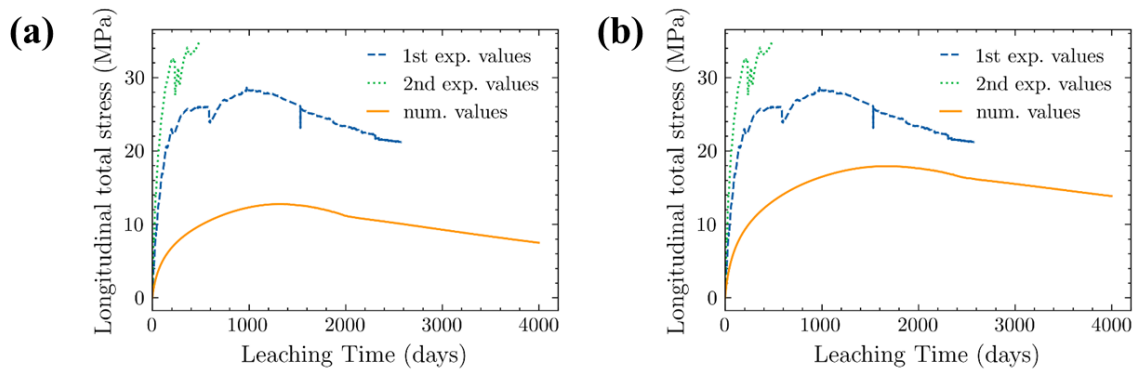 (a)
Longitudinal total stress (MPa)
30
20
10
0
1st exp. values
2nd exp. values
num. values
0 1000 2000 3000 4000
Leaching Time (days)
(b)
Longitudinal total stress (MPa)
30
20
10
0
1st exp. values
2nd exp. values
num. values
0 1000 2000 3000 4000
Leaching Time (days)